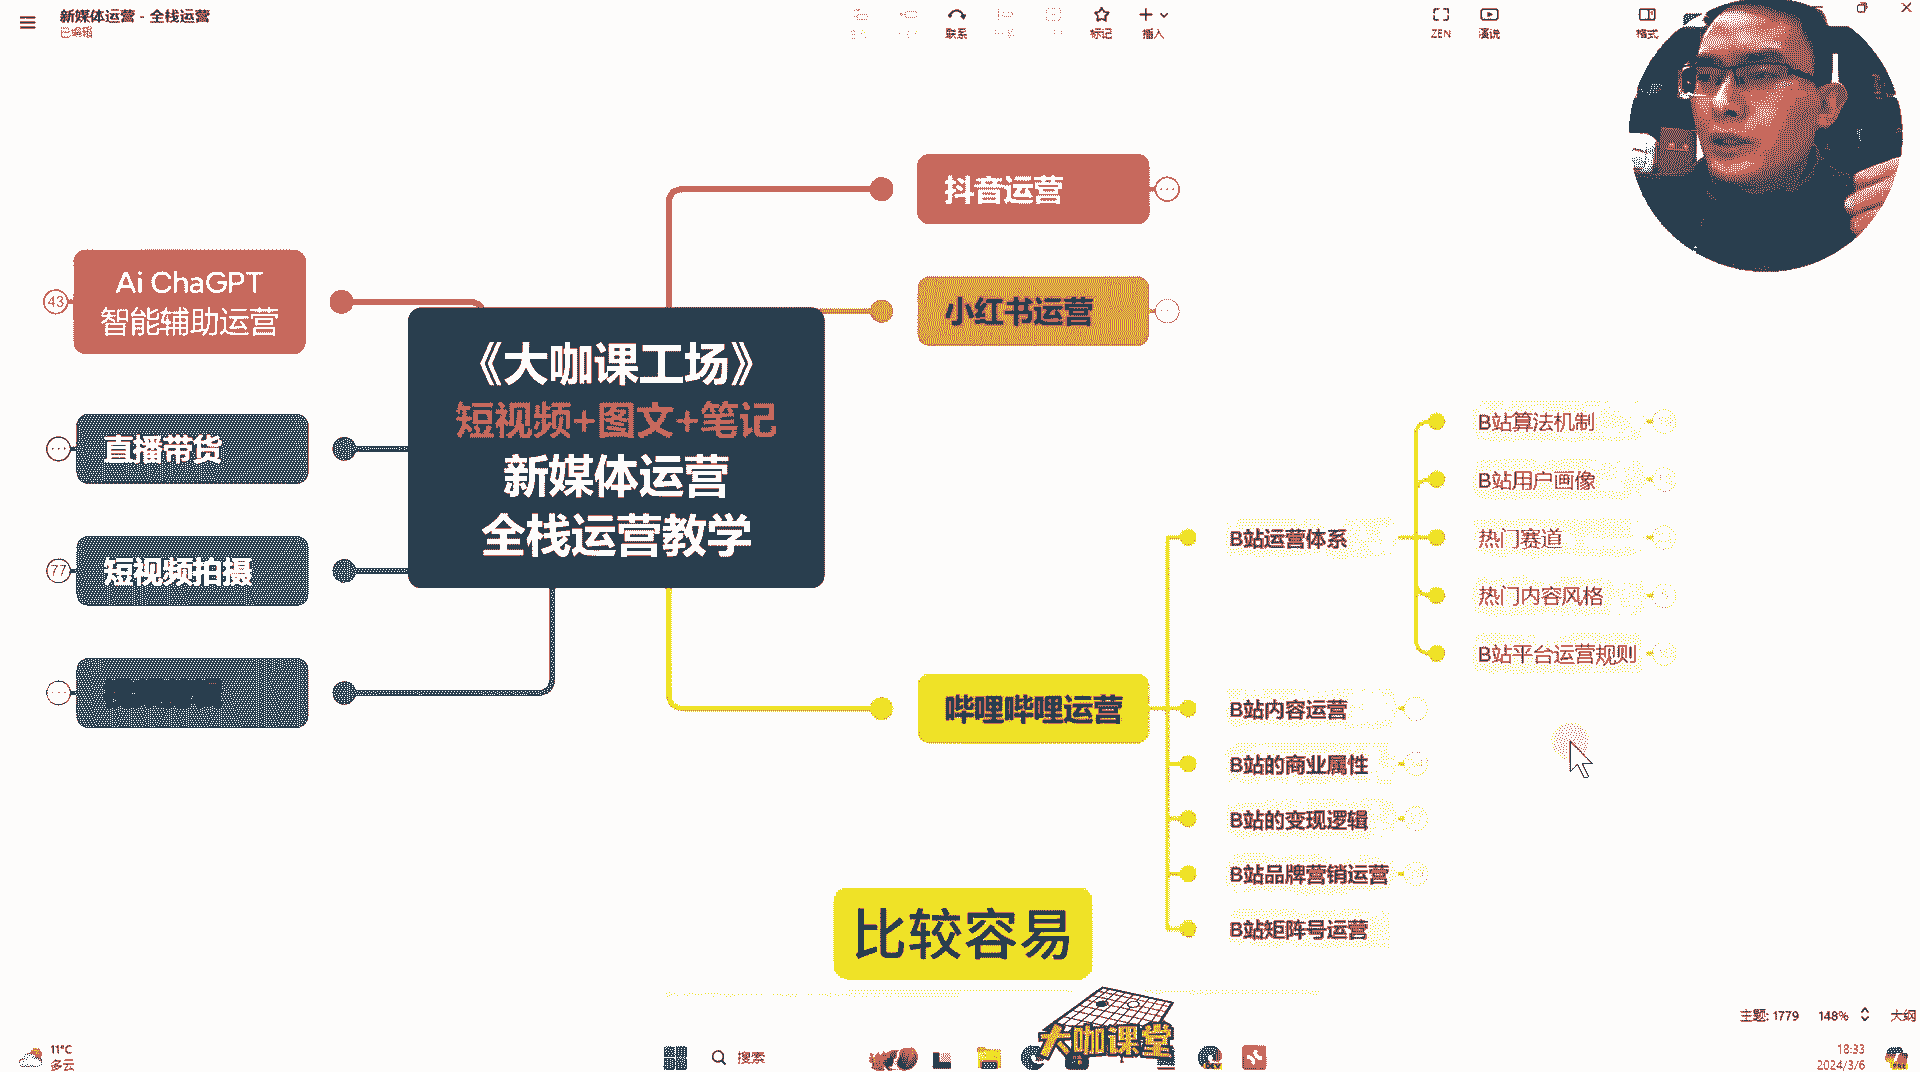 新媒体运营 - 全栈运营
已编辑
联系
标记
插入
ZEN
演说
格式
抖音运营
小红书运营
43
Ai ChaGPT
智能辅助运营
直播带货
77
短视频拍摄
《大咖课工场》
短视频+图文+笔记
新媒体运营
全栈运营教学
哔哩哔哩运营
B站运营体系
B站算法机制
B站用户画像
热门赛道
热门内容风格
B站平台运营规则
B站内容运营
B站的商业属性
B站的变现逻辑
B站品牌营销运营
B站矩阵号运营
比较容易
大咖课堂
主题: 1779
148%
大纲
11°C
多云
搜索
DEV
18:33
2024/3/6
PRE